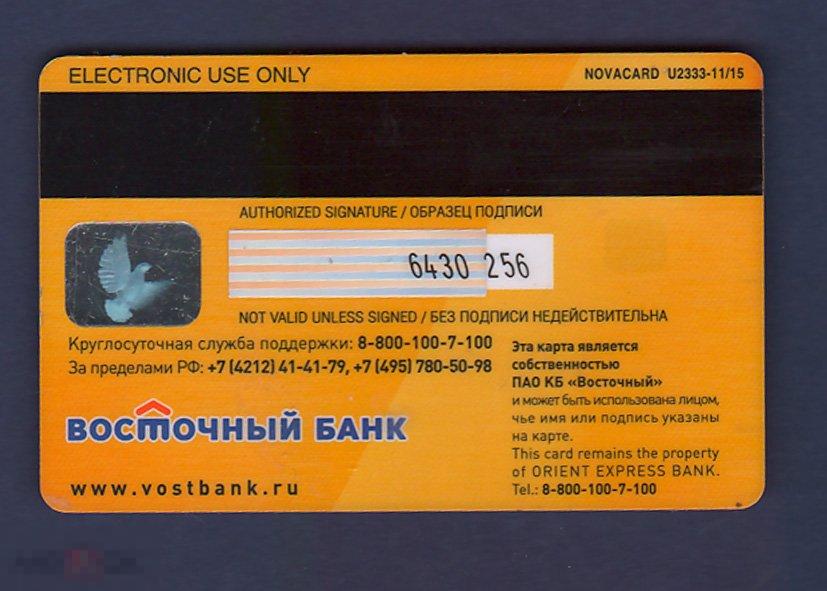 ELECTRONIC USE ONLY
NOVACARD U2333-11/15
AUTHORIZED SIGNATURE / ОБРАЗЕЦ ПОДПИСИ
6430 256
NOT VALID UNLESS SIGNED / БЕЗ ПОДПИСИ НЕДЕЙСТВИТЕЛЬНА
Круглосуточная служба поддержки: 8-800-100-7-100
За пределами РФ: +7 (4212) 41-41-79, +7 (495) 780-50-98
ВОСТОЧНЫЙ БАНК
www.vostbank.ru
Эта карта является
собственностью
ПАО КБ «Восточный»
и может быть использована лицом,
чье имя или подпись указаны
на карте.
This card remains the property
of ORIENT EXPRESS BANK.
Tel.: 8-800-100-7-100